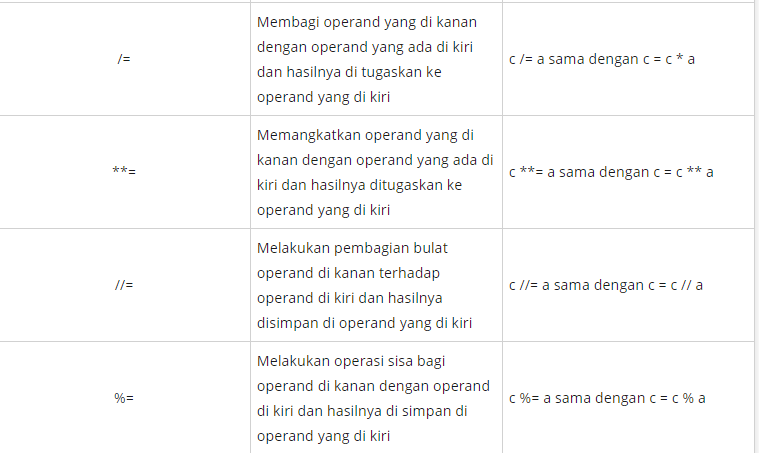 /=
Membagi operand yang di kanan
dengan operand yang ada di kiri
dan hasilnya di tugaskan ke
operand yang di kiri
c /= a sama dengan c = c * a
**=
Memangkatkan operand yang di
kanan dengan operand yang ada di
kiri dan hasilnya ditugaskan ke
operand yang di kiri
c **= a sama dengan c = c ** a
//=
Melakukan pembagian bulat
operand di kanan terhadap
operand di kiri dan hasilnya
disimpan di operand yang di kiri
c //= a sama dengan c = c // a
%=
Melakukan operasi sisa bagi
operand di kanan dengan operand
di kiri dan hasilnya di simpan di
operand yang di kiri
c %= a sama dengan c = c % a